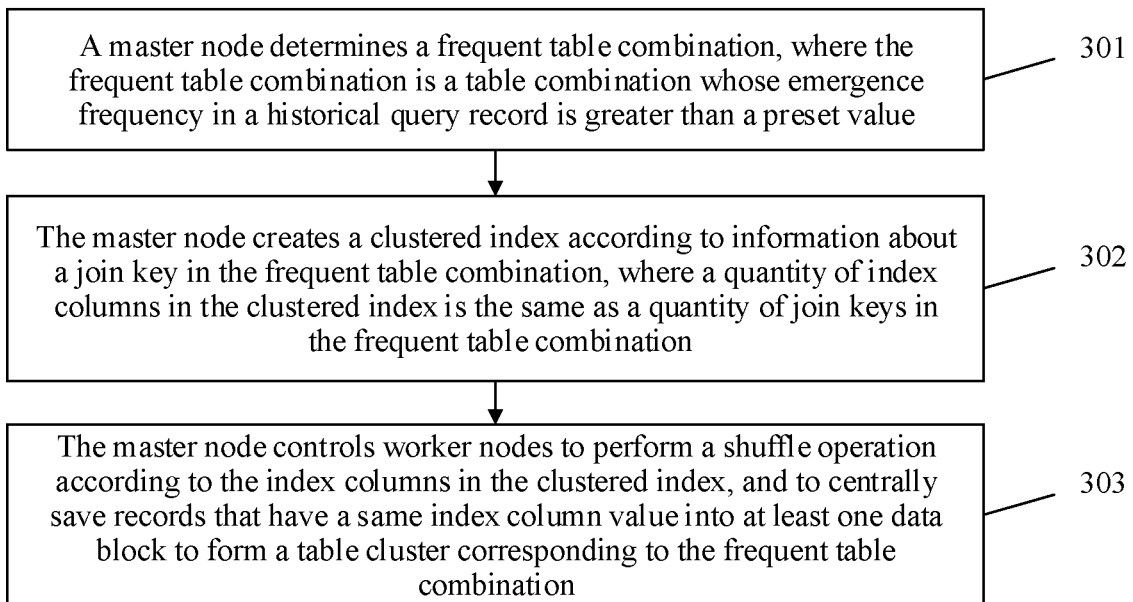 A master node determines a frequent table combination, where the
frequent table combination is a table combination whose emergence
frequency in a historical query record is greater than a preset value
301
The master node creates a clustered index according to information about
a join key in the frequent table combination, where a quantity of index
columns in the clustered index is the same as a quantity of join keys in
the frequent table combination
302
The master node controls worker nodes to perform a shuffle operation
according to the index columns in the clustered index, and to centrally
save records that have a same index column value into at least one data
block to form a table cluster corresponding to the frequent table
combination
303